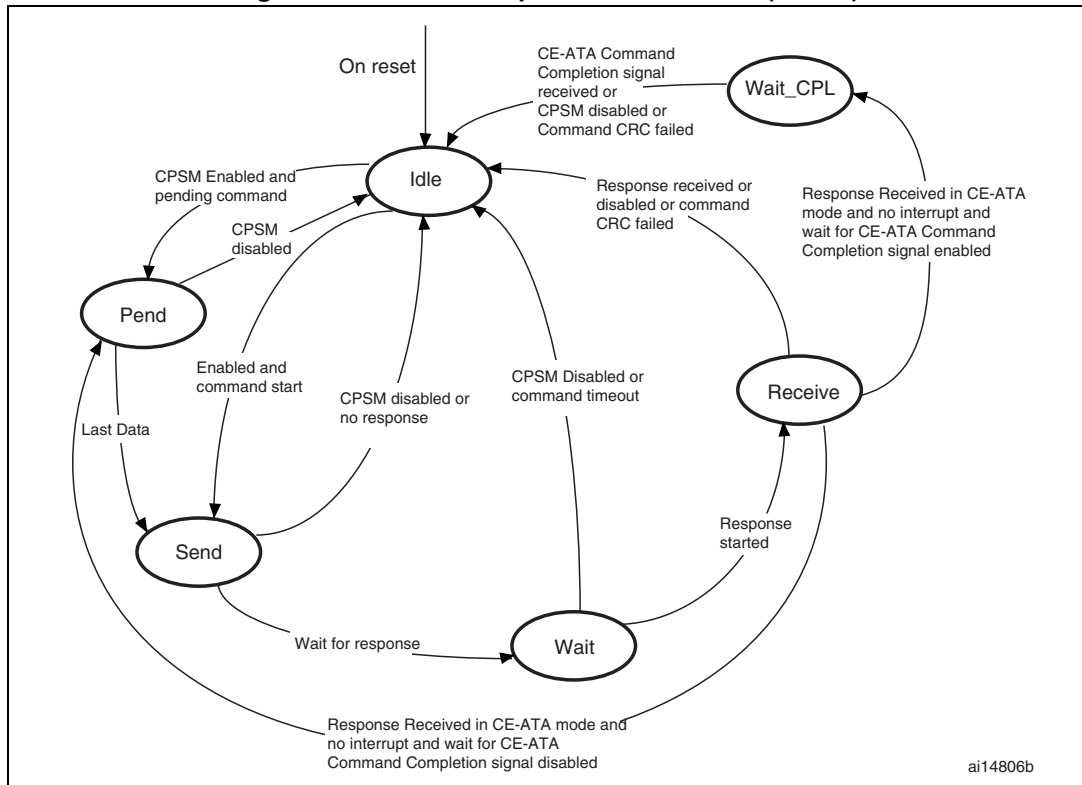 On reset
CE-ATA Command
Completion signal
received or
CPSM disabled or
Command CRC failed
Wait_CPL
Idle
CPSM Enabled and
pending command
CPSM
disabled
Response received or
disabled or command
CRC failed
Response Received in CE-ATA
mode and no interrupt and
wait for CE-ATA Command
Completion signal enabled
Pend
Enabled and
command start
CPSM disabled or
no response
CPSM Disabled or
command timeout
Receive
Last Data
Send
Response
started
Wait for response
Wait
Response Received in CE-ATA mode and
no interrupt and wait for CE-ATA
Command Completion signal disabled
ai14806b